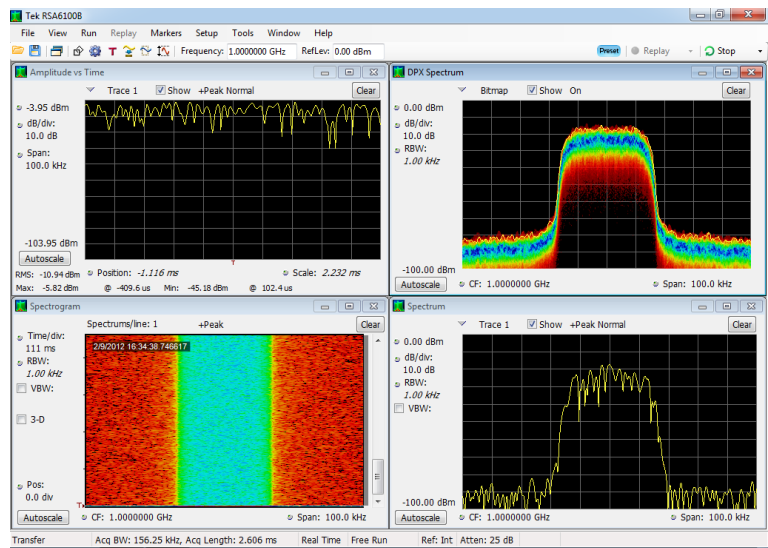 Tek RSA6100B
File View Run Replay Markers Setup Tools Window Help
T Frequency: 1.0000000 GHz RefLev: 0.00 dBm Preset Replay Stop
Amplitude vs Time
Trace 1 Show +Peak Normal Clear
-3.95 dBm
dB/div:
10.0 dB
Span:
100.0 kHz
-103.95 dBm
Autoscale
Position: -1.116 ms Scale: 2.232 ms
RMS: -10.94 dBm
Max: -5.82 dBm @ -409.6 us Min: -45.18 dBm @ 102.4 us
DPX Spectrum
Bitmap Show On Clear
0.00 dBm
dB/div:
10.0 dB
RBW:
1.00 kHz
-100.00 dBm
Autoscale CF: 1.0000000 GHz Span: 100.0 kHz
Spectrogram
Spectrums/line: 1 +Peak Clear
Time/div:
111 ms
RBW:
1.00 kHz
VBW:
3-D
Pos:
0.0 div
2/9/2012 16:34:38.746617
T
Autoscale CF: 1.0000000 GHz Span: 100.0 kHz
Spectrum
Trace 1 Show +Peak Normal Clear
0.00 dBm
dB/div:
10.0 dB
RBW:
1.00 kHz
VBW:
-100.00 dBm
Autoscale CF: 1.0000000 GHz Span: 100.0 kHz
Transfer Acq BW: 156.25 kHz, Acq Length: 2.606 ms Real Time Free Run Ref: Int Atten: 25 dB